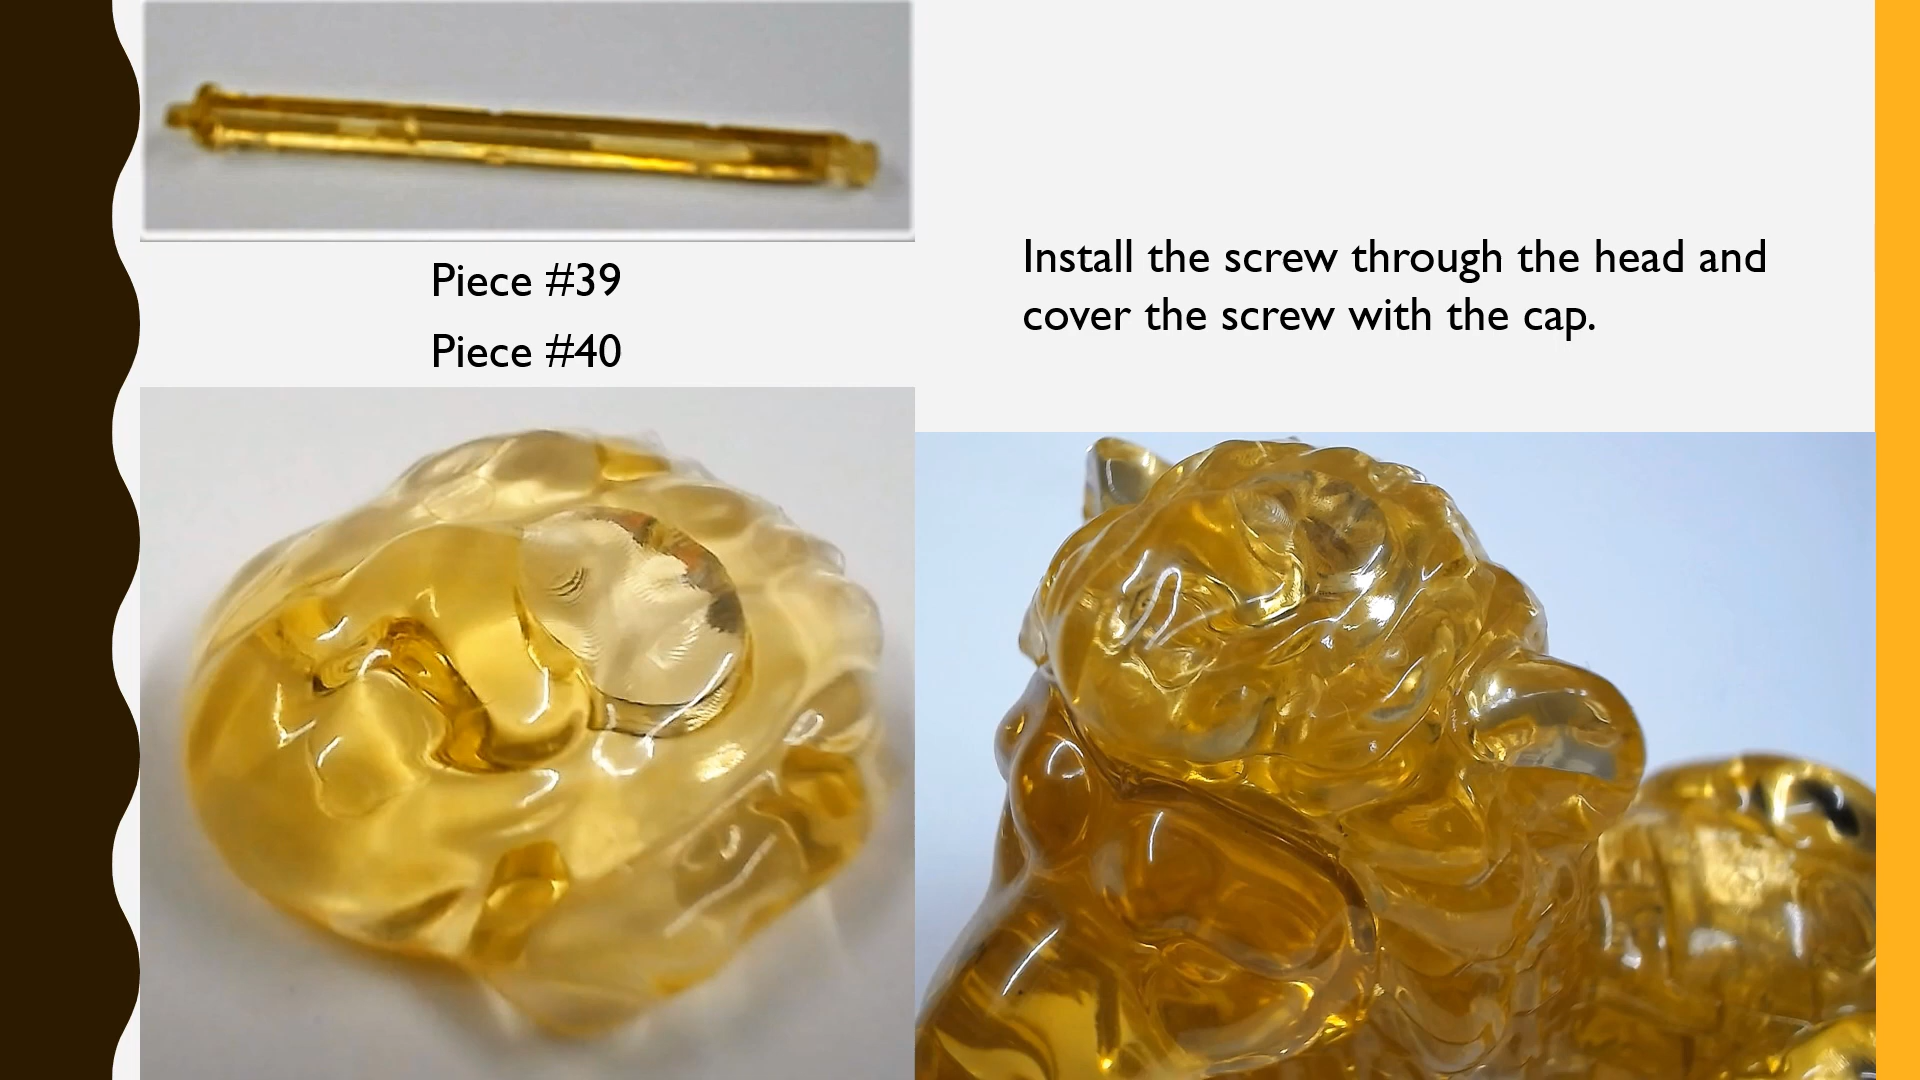 Piece #39
Piece #40
Install the screw through the head and
cover the screw with the cap.